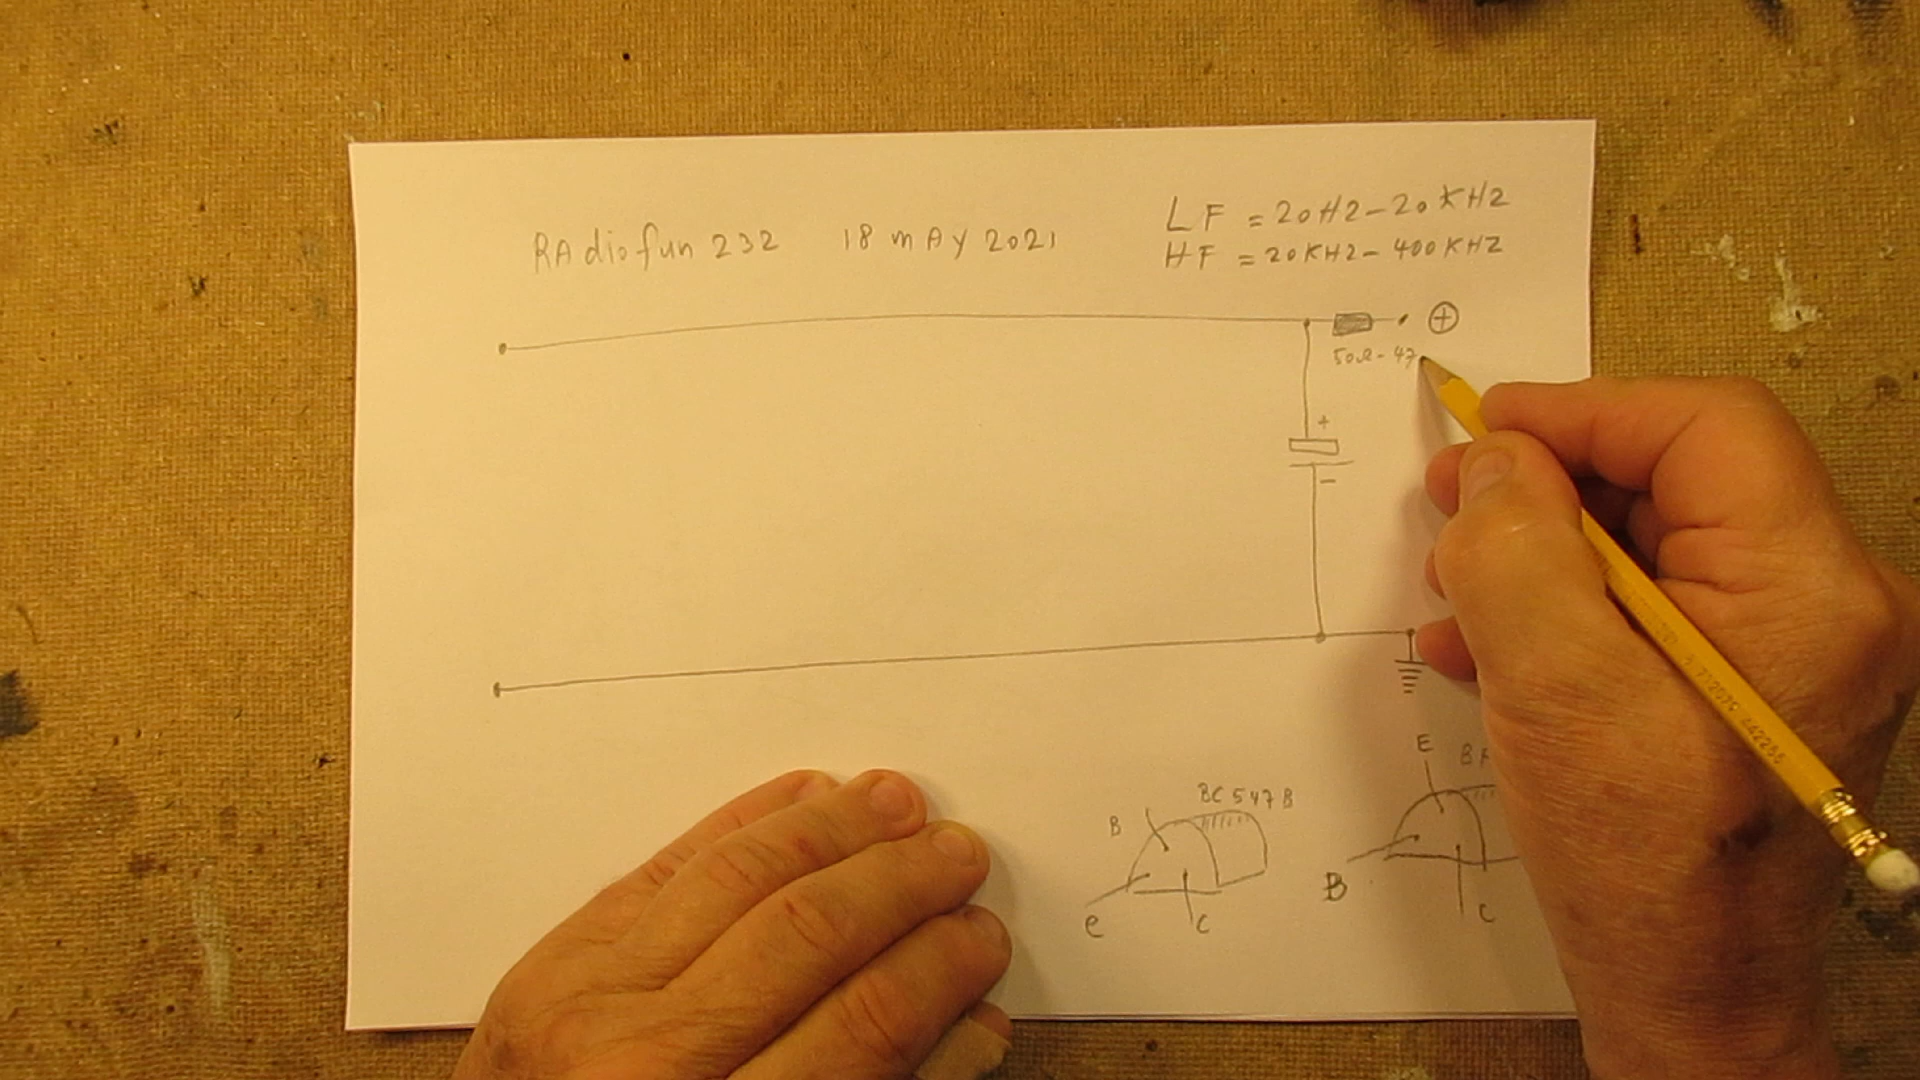 RAdiofun 232 18 mAY 2021
LF = 20HZ-20KHZ
HF = 20KHZ-400KHZ
+
50Ω-47
+
-
E
BC 547 B
B
B
e
C
C